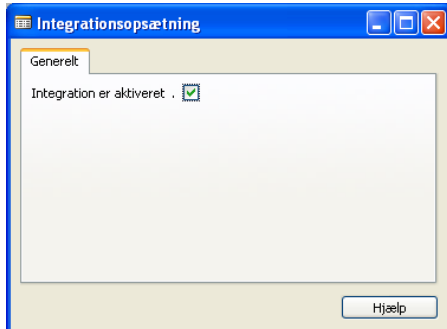 Integrationsopsætning
Generelt
Integration er aktiveret .
Hjælp